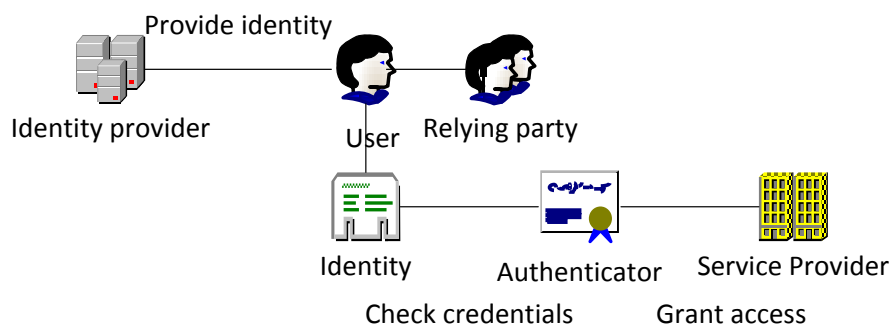 Provide identity
Identity provider
User
Relying party
Identity
Authenticator
Service Provider
Check credentials
Grant access